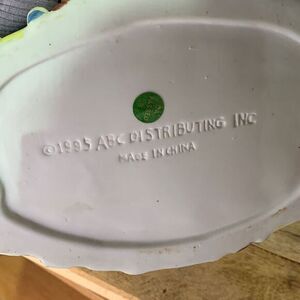 ©1995 ABC DISTRIBUTING INC
MADE IN CHINA